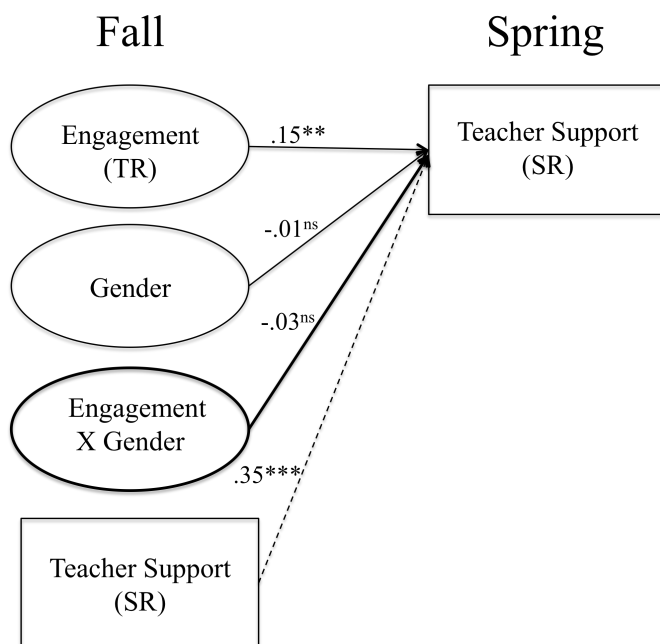 Fall
Spring
Engagement
(TR)
.15**
Teacher Support
(SR)
Gender
-.01ns
-.03ns
Engagement
X Gender
.35***
Teacher Support
(SR)